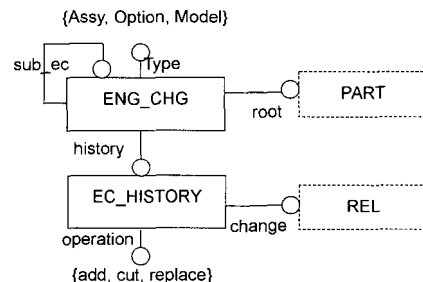 {Assy, Option, Model}
sub_ec
Type
ENG_CHG
PART
root
history
EC_HISTORY
REL
operation
change
{add, cut, replace}